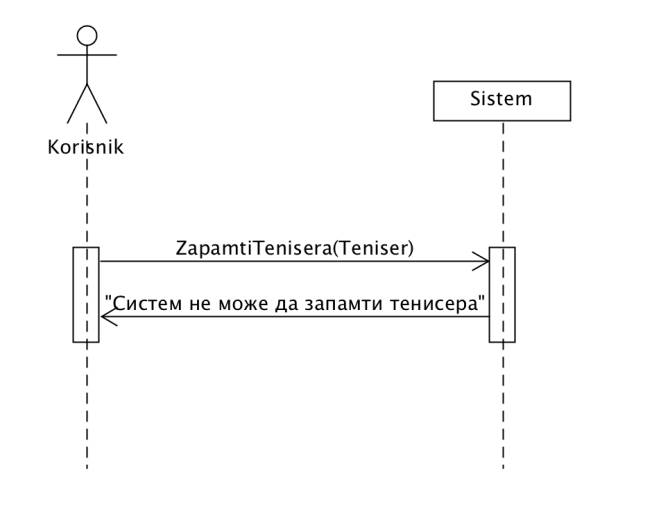 Sistem
Korisnik
ZapamtiTenisera(Teniser)
"Систем не може да запамти тенисера"